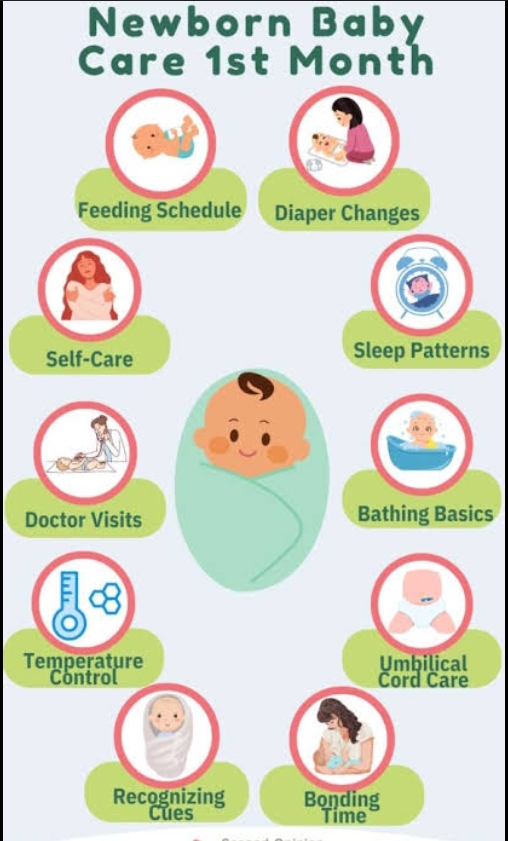 Newborn Baby
Care 1st Month
Feeding Schedule
Diaper Changes
Self-Care
Sleep Patterns
Doctor Visits
Bathing Basics
Temperature
Control
Umbilical
Cord Care
Recognizing
Cues
Bonding
Time